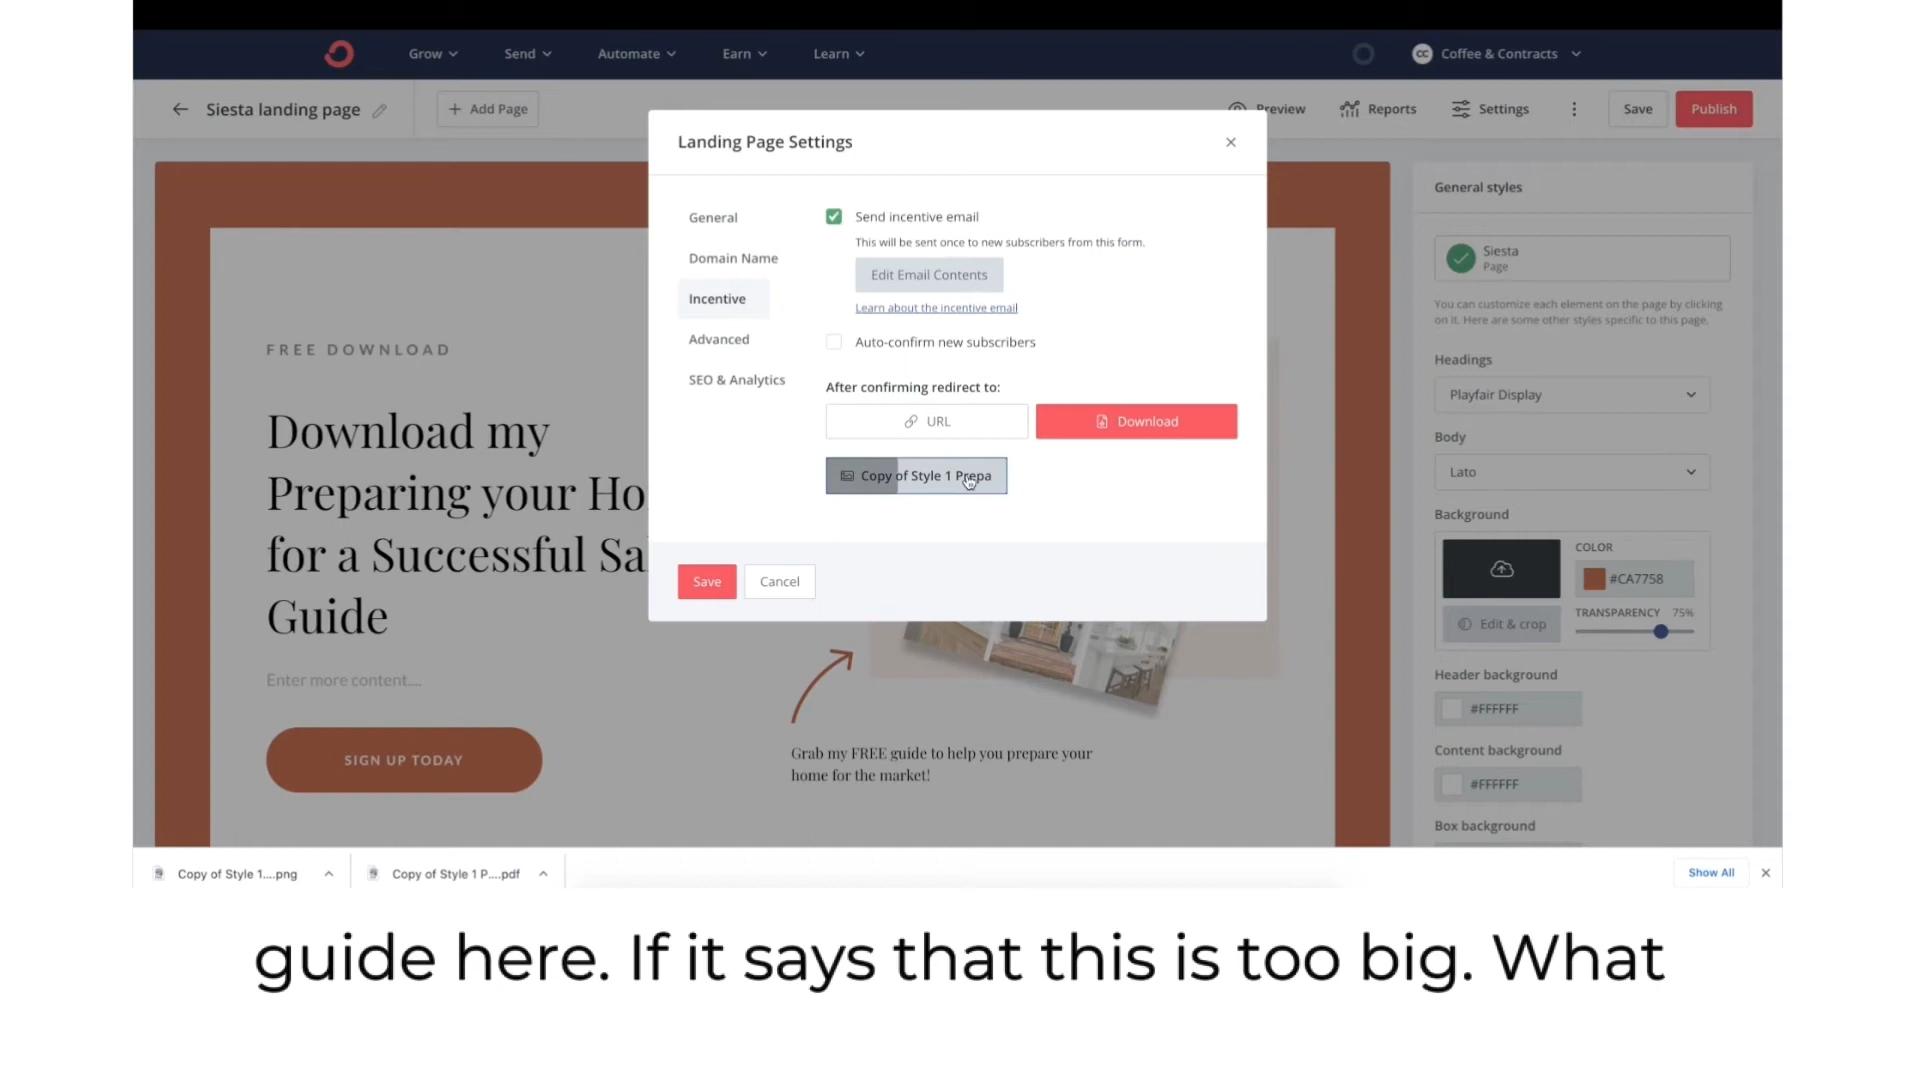 Grow
Send
Automate
Earn
Learn
CC Coffee & Contracts
Siesta landing page
+ Add Page
Preview
Reports
Settings
Save
Publish
Landing Page Settings
General
Domain Name
Incentive
Advanced
SEO & Analytics
Send incentive email
This will be sent once to new subscribers from this form.
Edit Email Contents
Learn about the incentive email
Auto-confirm new subscribers
After confirming redirect to:
URL
Download
Copy of Style 1 Prepa
Save
Cancel
FREE DOWNLOAD
Download my
Preparing your Ho
for a Successful Sa
Guide
Enter more content....
SIGN UP TODAY
Grab my FREE guide to help you prepare your
home for the market!
General styles
Siesta
Page
You can customize each element on the page by clicking
on it. Here are some other styles specific to this page.
Headings
Playfair Display
Body
Lato
Background
COLOR
#CA7758
Edit & crop
TRANSPARENCY 75%
Header background
#FFFFFF
Content background
#FFFFFF
Box background
Copy of Style 1....png
Copy of Style 1 P....pdf
Show All
guide here. If it says that this is too big. What